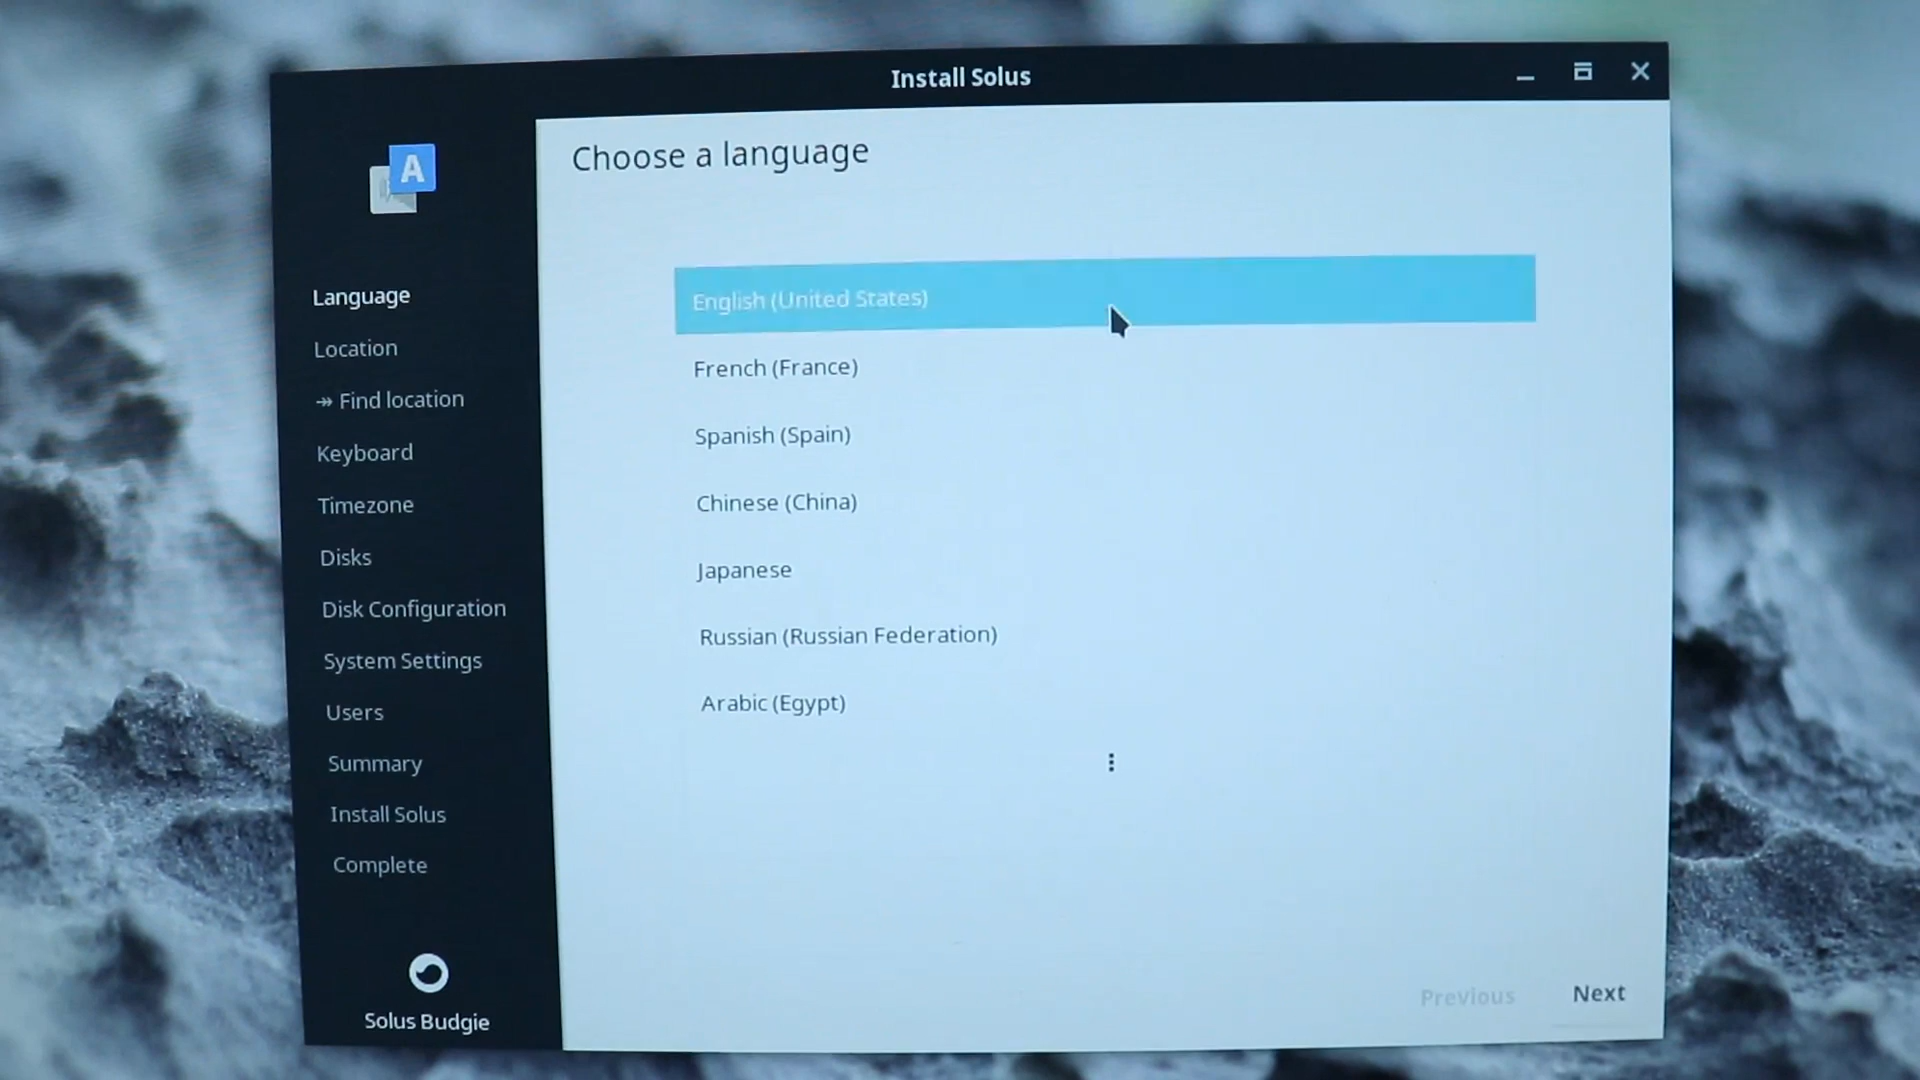 Install Solus
A
Choose a language
Language
Location
↠ Find location
Keyboard
Timezone
Disks
Disk Configuration
System Settings
Users
Summary
Install Solus
Complete
Solus Budgie
English (United States)
French (France)
Spanish (Spain)
Chinese (China)
Japanese
Russian (Russian Federation)
Arabic (Egypt)
Previous
Next